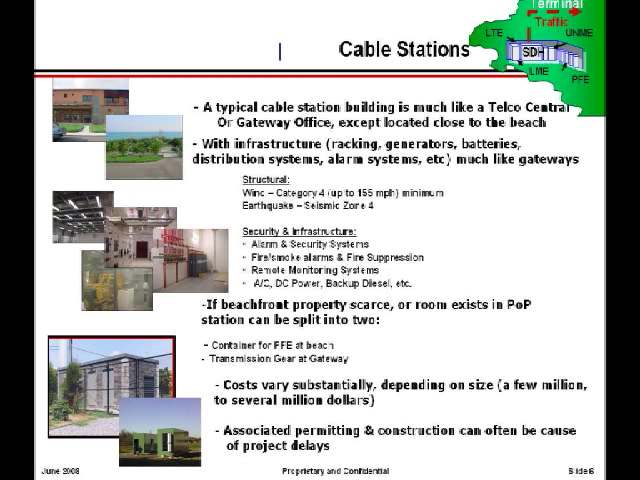 Terminal
Traffic
LTE
UNME
SDH
LME
PFE
Cable Stations
- A typical cable station building is much like a Telco Central
Or Gateway Office, except located close to the beach
- With infrastructure (racking, generators, batteries,
distribution systems, alarm systems, etc) much like gateways
Structural:
Wind – Category 4 (up to 155 mph) minimum
Earthquake – Seismic Zone 4
Security & Infrastructure:
• Alarm & Security Systems
• Fire/smoke alarms & Fire Suppression
• Remote Monitoring Systems
• A/C, DC Power, Backup Diesel, etc.
-If beachfront property scarce, or room exists in PoP
station can be split into two:
- Container for PFE at beach
- Transmission Gear at Gateway
- Costs vary substantially, depending on size (a few million,
to several million dollars)
- Associated permitting & construction can often be cause
of project delays
June 2008
Proprietary and Confidential
Slide 6